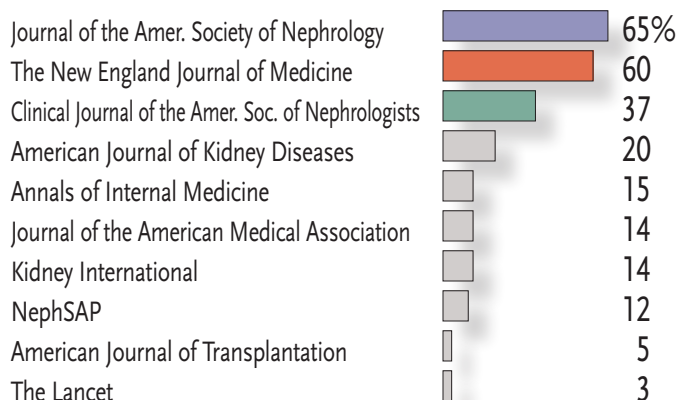 Journal of the Amer. Society of Nephrology 65%
The New England Journal of Medicine 60
Clinical Journal of the Amer. Soc. of Nephrologists 37
American Journal of Kidney Diseases 20
Annals of Internal Medicine 15
Journal of the American Medical Association 14
Kidney International 14
NephSAP 12
American Journal of Transplantation 5
The Lancet 3